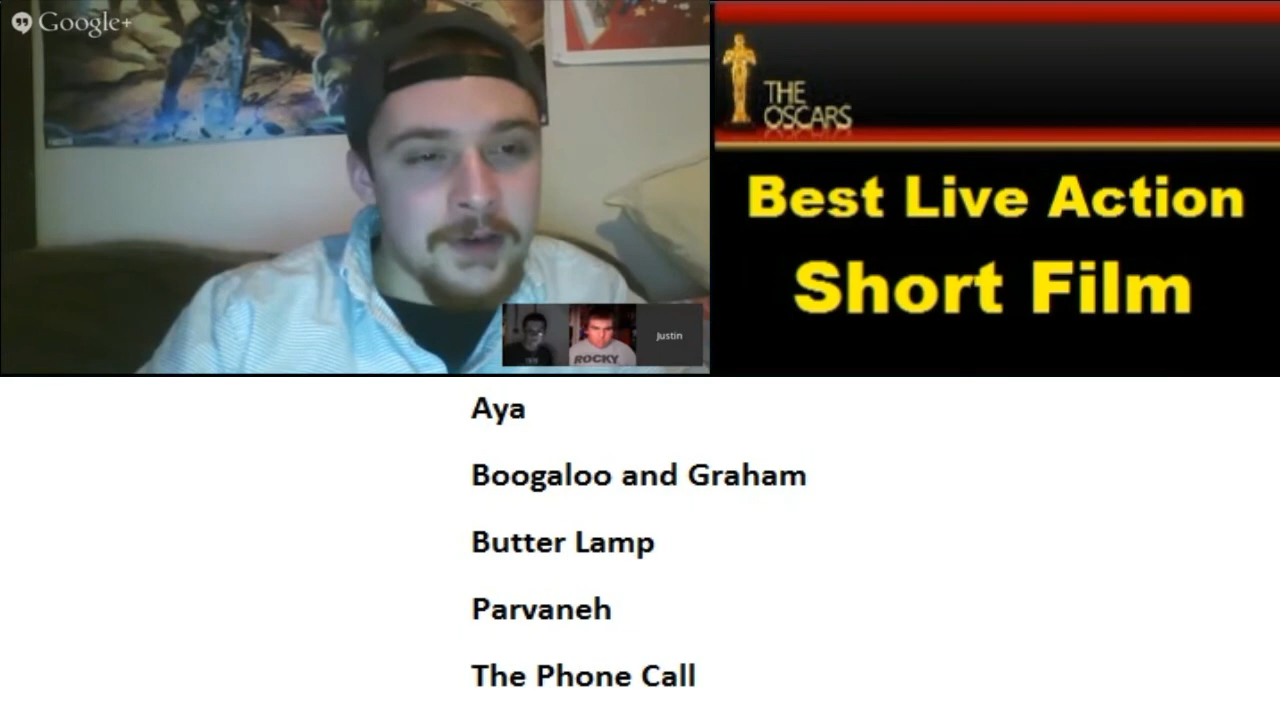 Google+
THE
OSCARS
Best Live Action
Short Film
Justin
ROCKY
Aya
Boogaloo and Graham
Butter Lamp
Parvaneh
The Phone Call